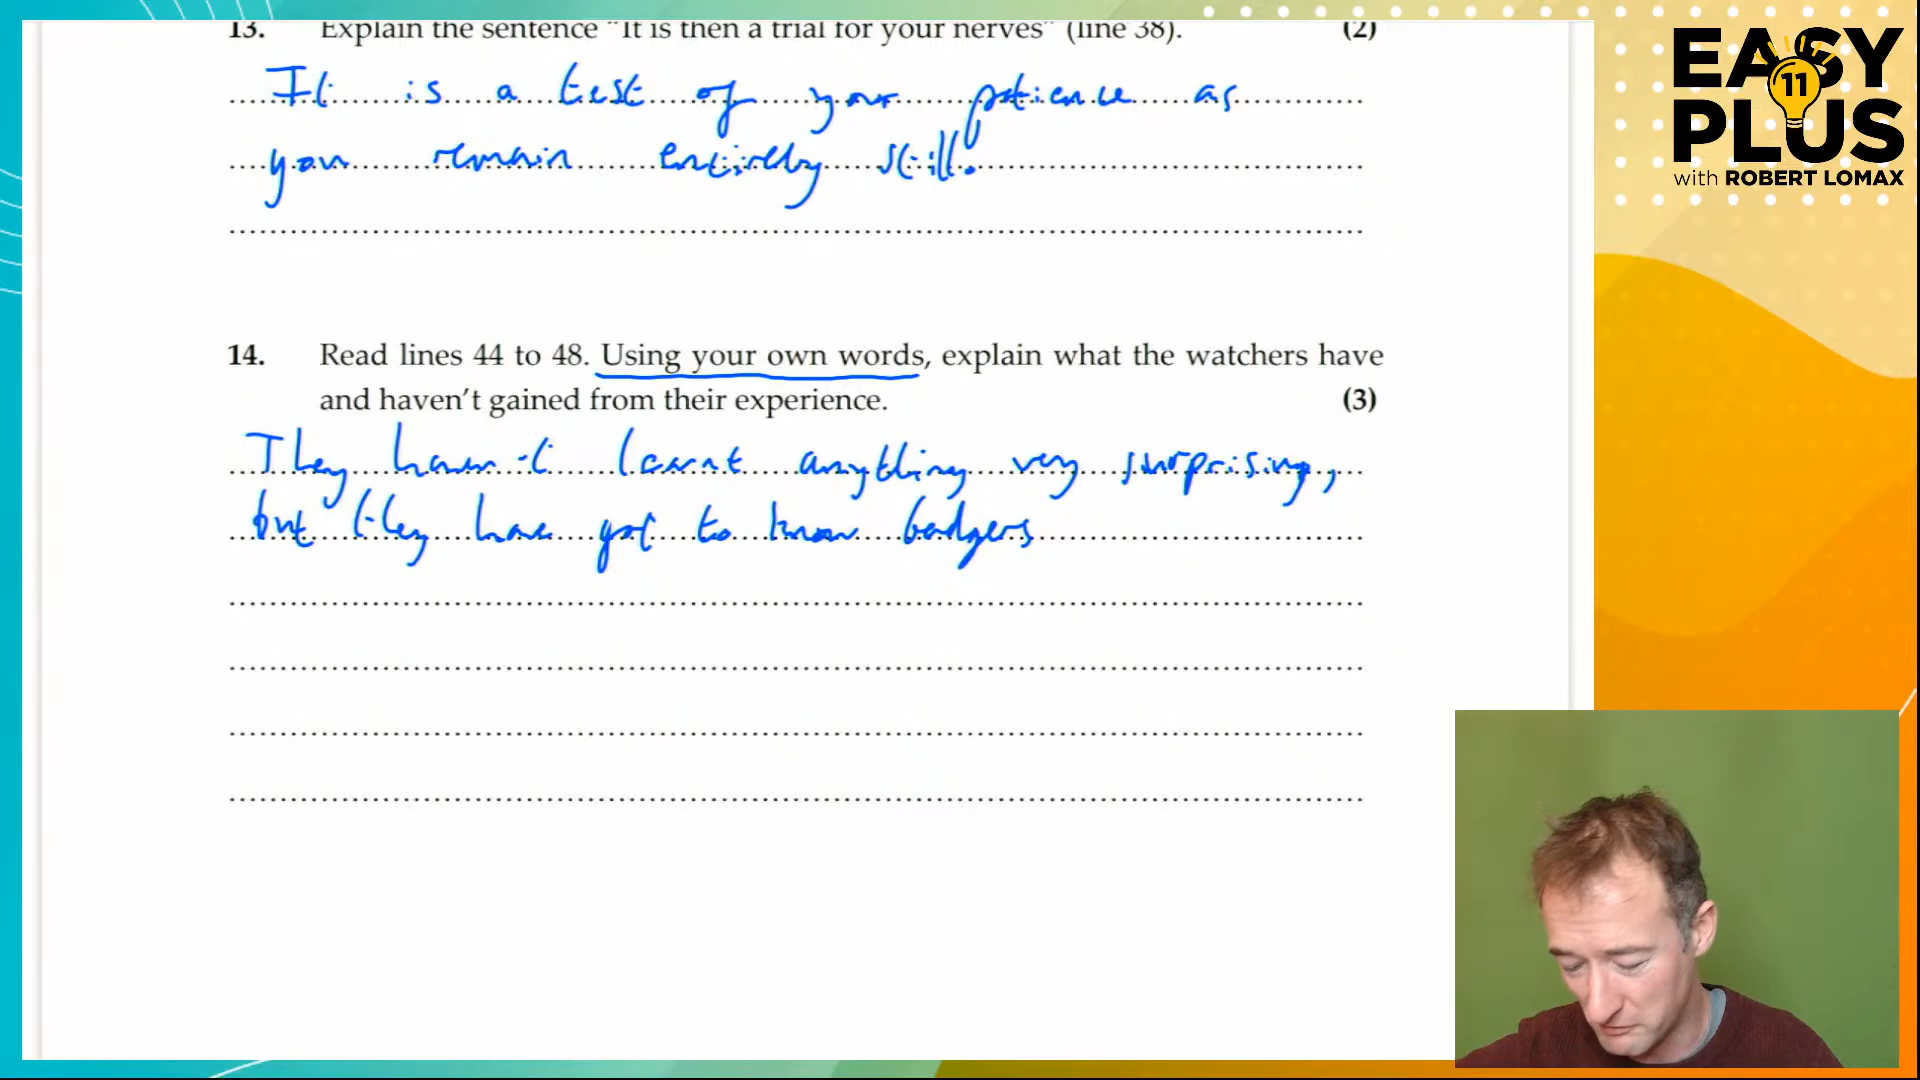 13. Explain the sentence "It is then a trial for your nerves" (line 38). (2)
It is a test of your patience as
you remain entirely still.
14. Read lines 44 to 48. Using your own words, explain what the watchers have
and haven't gained from their experience. (3)
They haven't learnt anything very surprising,
but they have got to know badgers
EASY
11
PLUS
with ROBERT LOMAX